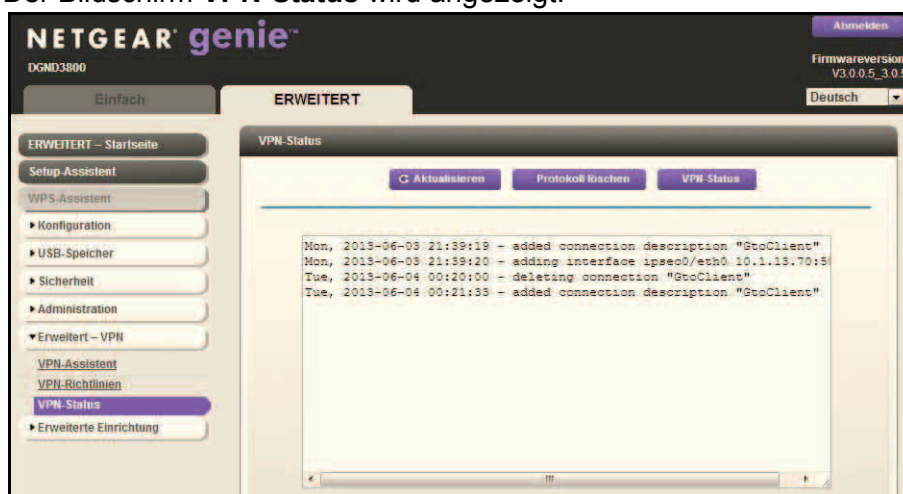 Der Bildschirm VPN-Status wird angezeigt.
NETGEAR® genie™
Abmelden
DGND3800
Firmwareversion
V3.0.0.5_3.0.5
Einfach
ERWEITERT
Deutsch
ERWEITERT – Startseite
Setup-Assistent
WPS-Assistent
Konfiguration
USB-Speicher
Sicherheit
Administration
Erweitert – VPN
VPN-Assistent
VPN-Richtlinien
VPN-Status
Erweiterte Einrichtung
VPN-Status
Aktualisieren
Protokoll löschen
VPN-Status
Mon, 2013-06-03 21:39:19 - added connection description "GtoClient"
Mon, 2013-06-03 21:39:20 - adding interface ipsec0/eth0 10.1.13.70:5
Tue, 2013-06-04 00:20:00 - deleting connection "GtoClient"
Tue, 2013-06-04 00:21:33 - added connection description "GtoClient"